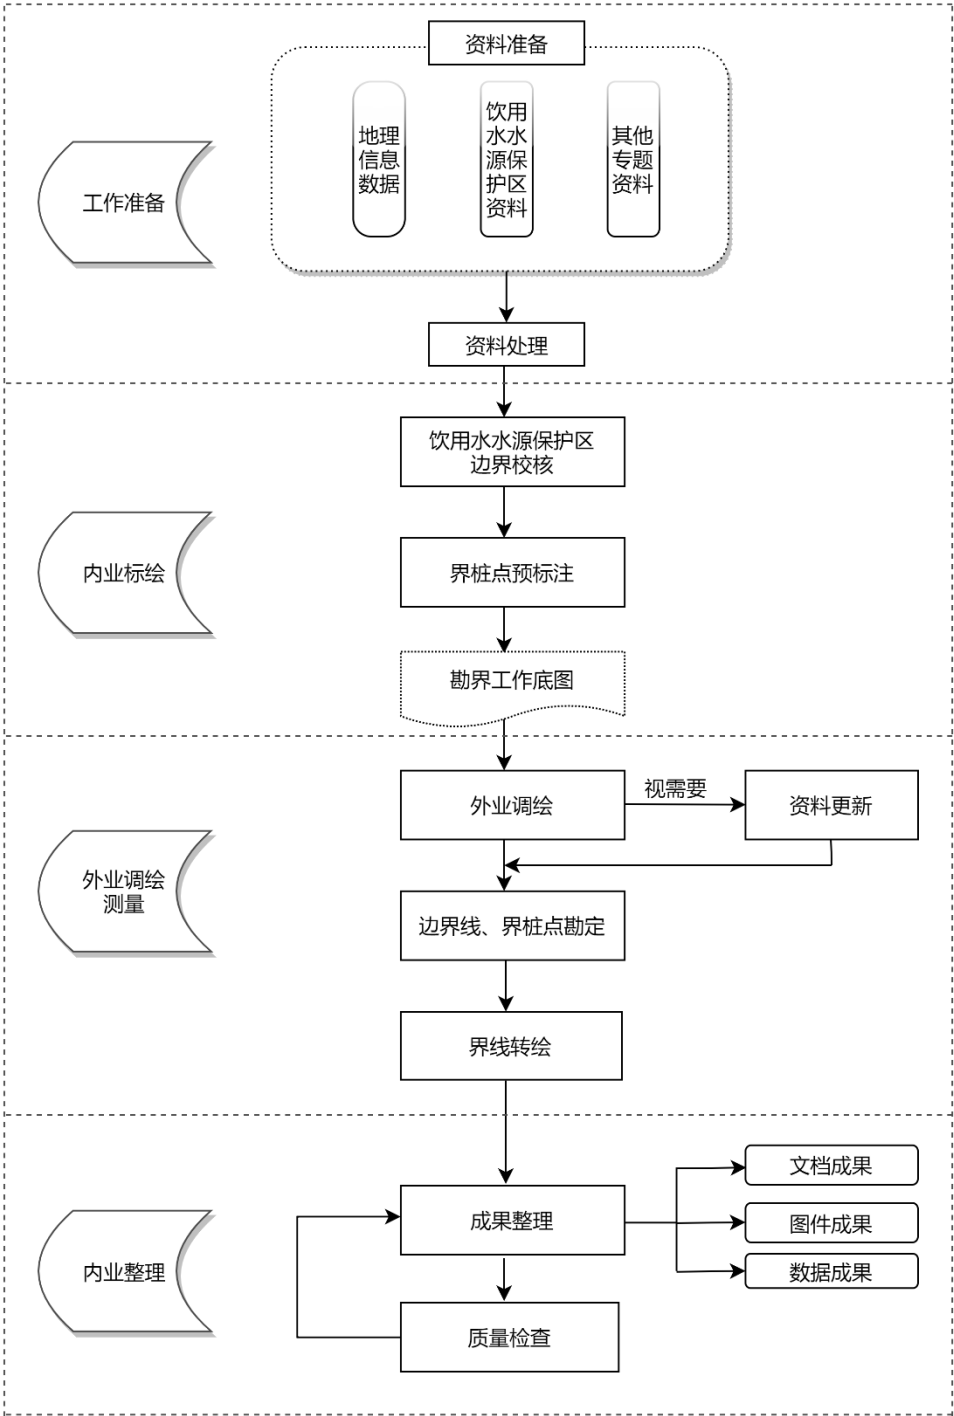 资料准备
地理
信息
数据
饮用
水水
源保
护区
资料
其他
专题
资料
工作准备
资料处理
饮用水水源保护区
边界校核
内业标绘
界桩点预标注
勘界工作底图
外业调绘
视需要
资料更新
外业调绘
测量
边界线、界桩点勘定
界线转绘
文档成果
成果整理
图件成果
内业整理
数据成果
质量检查